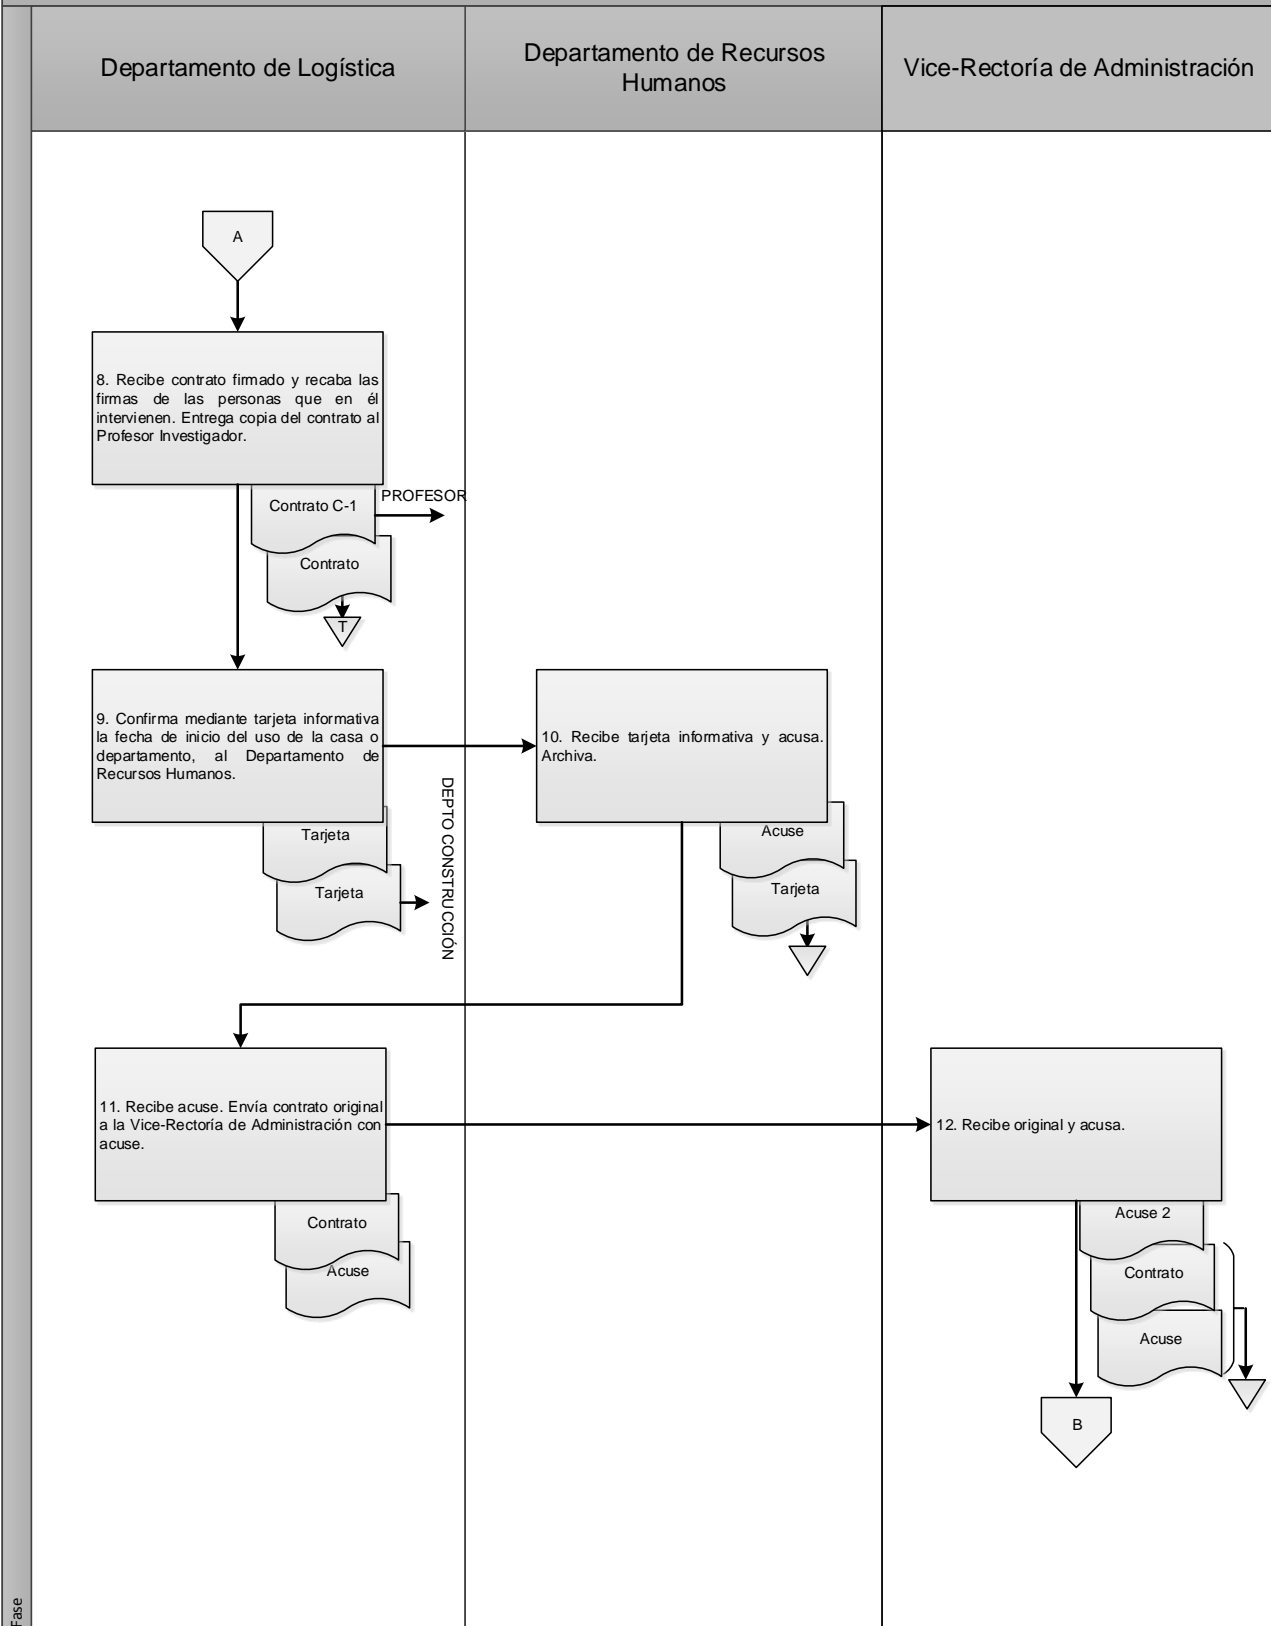 Departamento de Logística
Departamento de Recursos
Humanos
Vice-Rectoría de Administración
A
8. Recibe contrato firmado y recaba las
firmas de las personas que en él
intervienen. Entrega copia del contrato al
Profesor Investigador.
Contrato C-1
PROFESOR
Contrato
T
9. Confirma mediante tarjeta informativa
la fecha de inicio del uso de la casa o
departamento, al Departamento de
Recursos Humanos.
Tarjeta
Tarjeta
DEPTO CONSTRUCCIÓN
10. Recibe tarjeta informativa y acusa.
Archiva.
Acuse
Tarjeta
11. Recibe acuse. Envía contrato original
a la Vice-Rectoría de Administración con
acuse.
Contrato
Acuse
12. Recibe original y acusa.
Acuse 2
Contrato
Acuse
B
Fase